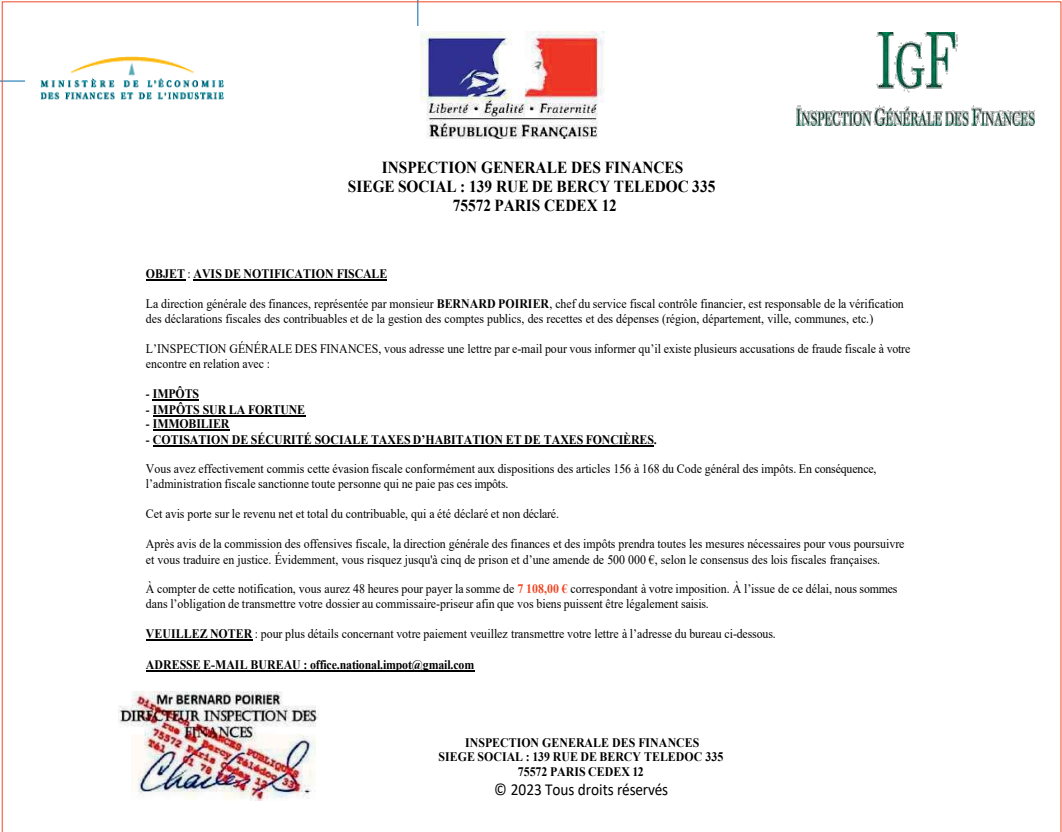 MINISTÈRE DE L'ÉCONOMIE
DES FINANCES ET DE L'INDUSTRIE
Liberté • Égalité • Fraternité
RÉPUBLIQUE FRANÇAISE
IGF
INSPECTION GÉNÉRALE DES FINANCES
INSPECTION GENERALE DES FINANCES
SIEGE SOCIAL : 139 RUE DE BERCY TELEDOC 335
75572 PARIS CEDEX 12
OBJET : AVIS DE NOTIFICATION FISCALE
La direction générale des finances, représentée par monsieur BERNARD POIRIER, chef du service fiscal contrôle financier, est responsable de la vérification
des déclarations fiscales des contribuables et de la gestion des comptes publics, des recettes et des dépenses (région, département, ville, communes, etc.)
L'INSPECTION GÉNÉRALE DES FINANCES, vous adresse une lettre par e-mail pour vous informer qu'il existe plusieurs accusations de fraude fiscale à votre
encontre en relation avec :
- IMPÔTS
- IMPÔTS SUR LA FORTUNE
- IMMOBILIER
- COTISATION DE SÉCURITÉ SOCIALE TAXES D'HABITATION ET DE TAXES FONCIÈRES.
Vous avez effectivement commis cette évasion fiscale conformément aux dispositions des articles 156 à 168 du Code général des impôts. En conséquence,
l'administration fiscale sanctionne toute personne qui ne paie pas ces impôts.
Cet avis porte sur le revenu net et total du contribuable, qui a été déclaré et non déclaré.
Après avis de la commission des offensives fiscale, la direction générale des finances et des impôts prendra toutes les mesures nécessaires pour vous poursuivre
et vous traduire en justice. Évidemment, vous risquez jusqu'à cinq de prison et d'une amende de 500 000 €, selon le consensus des lois fiscales françaises.
À compter de cette notification, vous aurez 48 heures pour payer la somme de 7 108,00 € correspondant à votre imposition. À l'issue de ce délai, nous sommes
dans l'obligation de transmettre votre dossier au commissaire-priseur afin que vos biens puissent être légalement saisis.
VEUILLEZ NOTER : pour plus détails concernant votre paiement veuillez transmettre votre lettre à l'adresse du bureau ci-dessous.
ADRESSE E-MAIL BUREAU : office.national.impot@gmail.com
Mr BERNARD POIRIER
DIRECTEUR INSPECTION DES
FINANCES
Direction FINANCES PUBLIQUES
rue de Bercy Télédoc 335
75572 Paris Cedex 12
Tél 01
Charles S.
INSPECTION GENERALE DES FINANCES
SIEGE SOCIAL : 139 RUE DE BERCY TELEDOC 335
75572 PARIS CEDEX 12
© 2023 Tous droits réservés